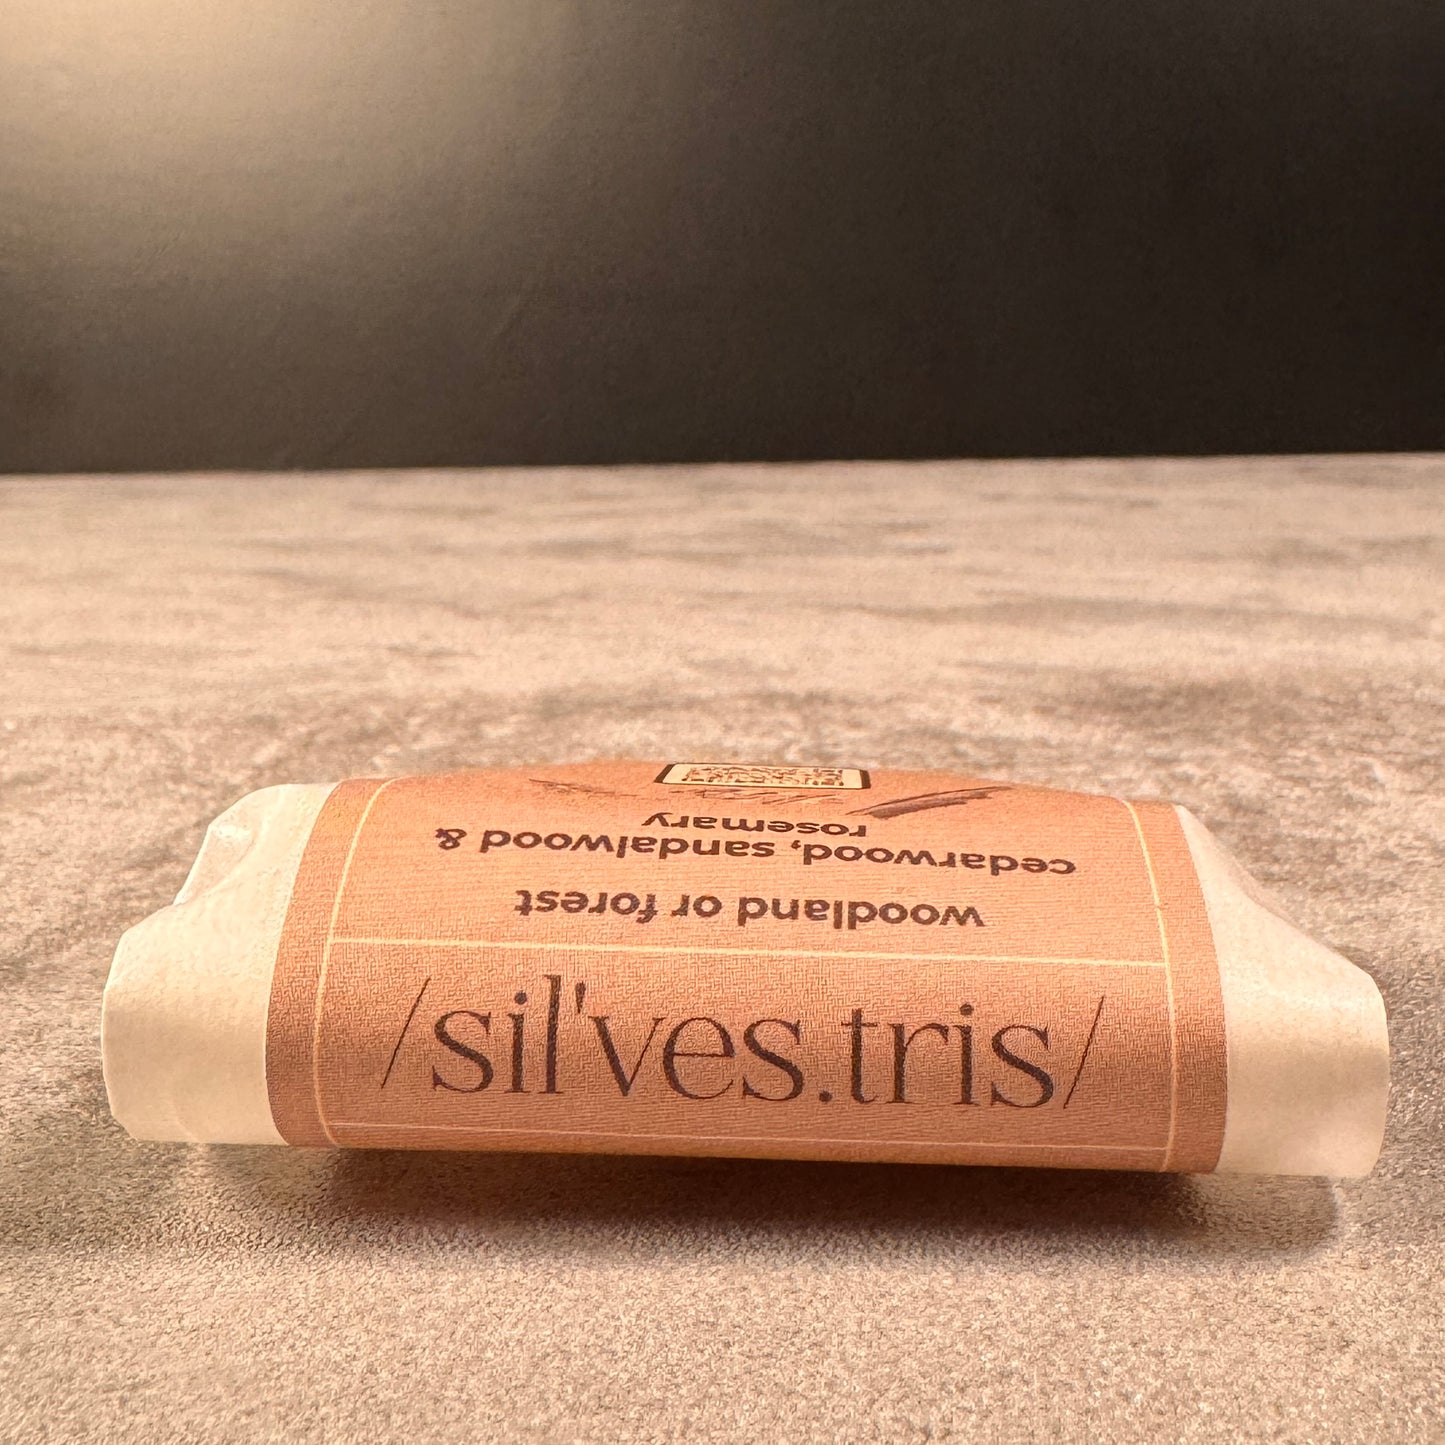 /sil'ves.tris/
woodland or forest
cedarwood, sandalwood &
rosemary